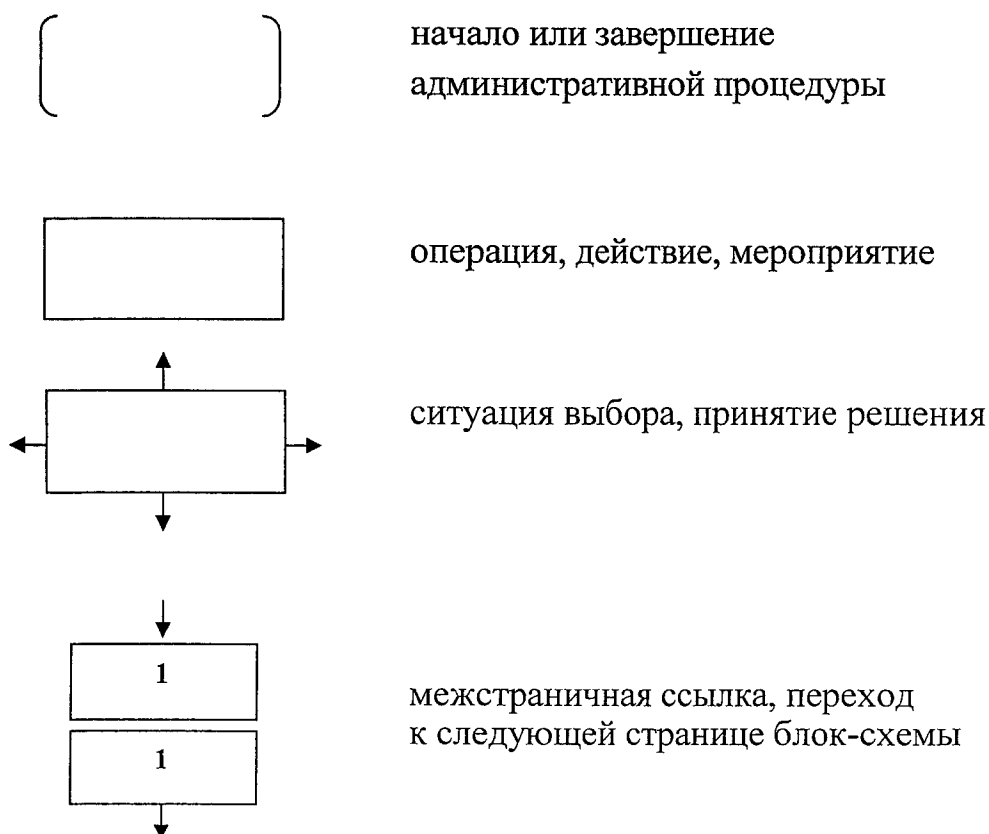 начало или завершение
административной процедуры
операция, действие, мероприятие
ситуация выбора, принятие решения
1
межстраничная ссылка, переход
к следующей странице блок-схемы
1